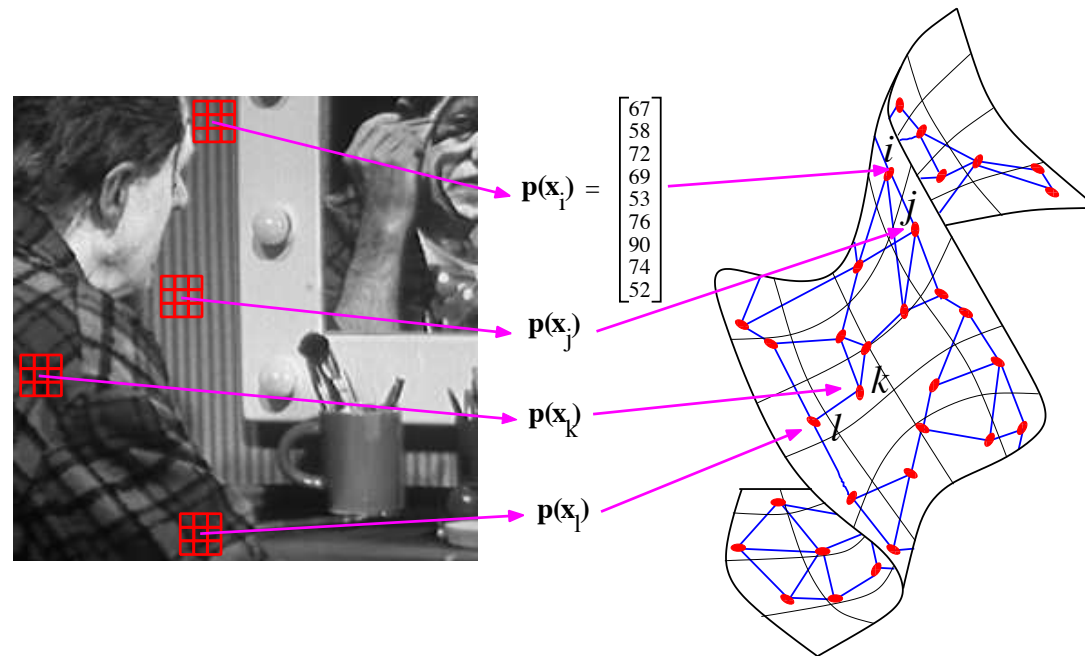 p(x_i) =
67
58
72
69
53
76
90
74
52
i
j
p(x_j)
k
p(x_k)
l
p(x_l)